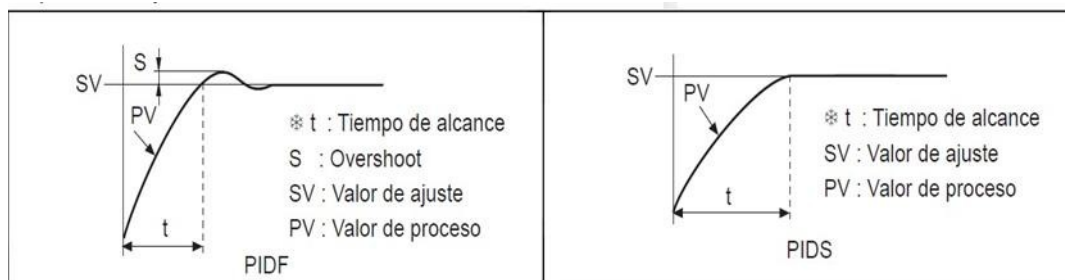 S
SV
PV
t
※ t : Tiempo de alcance
S : Overshoot
SV : Valor de ajuste
PV : Valor de proceso
PIDF
SV
PV
t
※ t : Tiempo de alcance
SV : Valor de ajuste
PV : Valor de proceso
PIDS